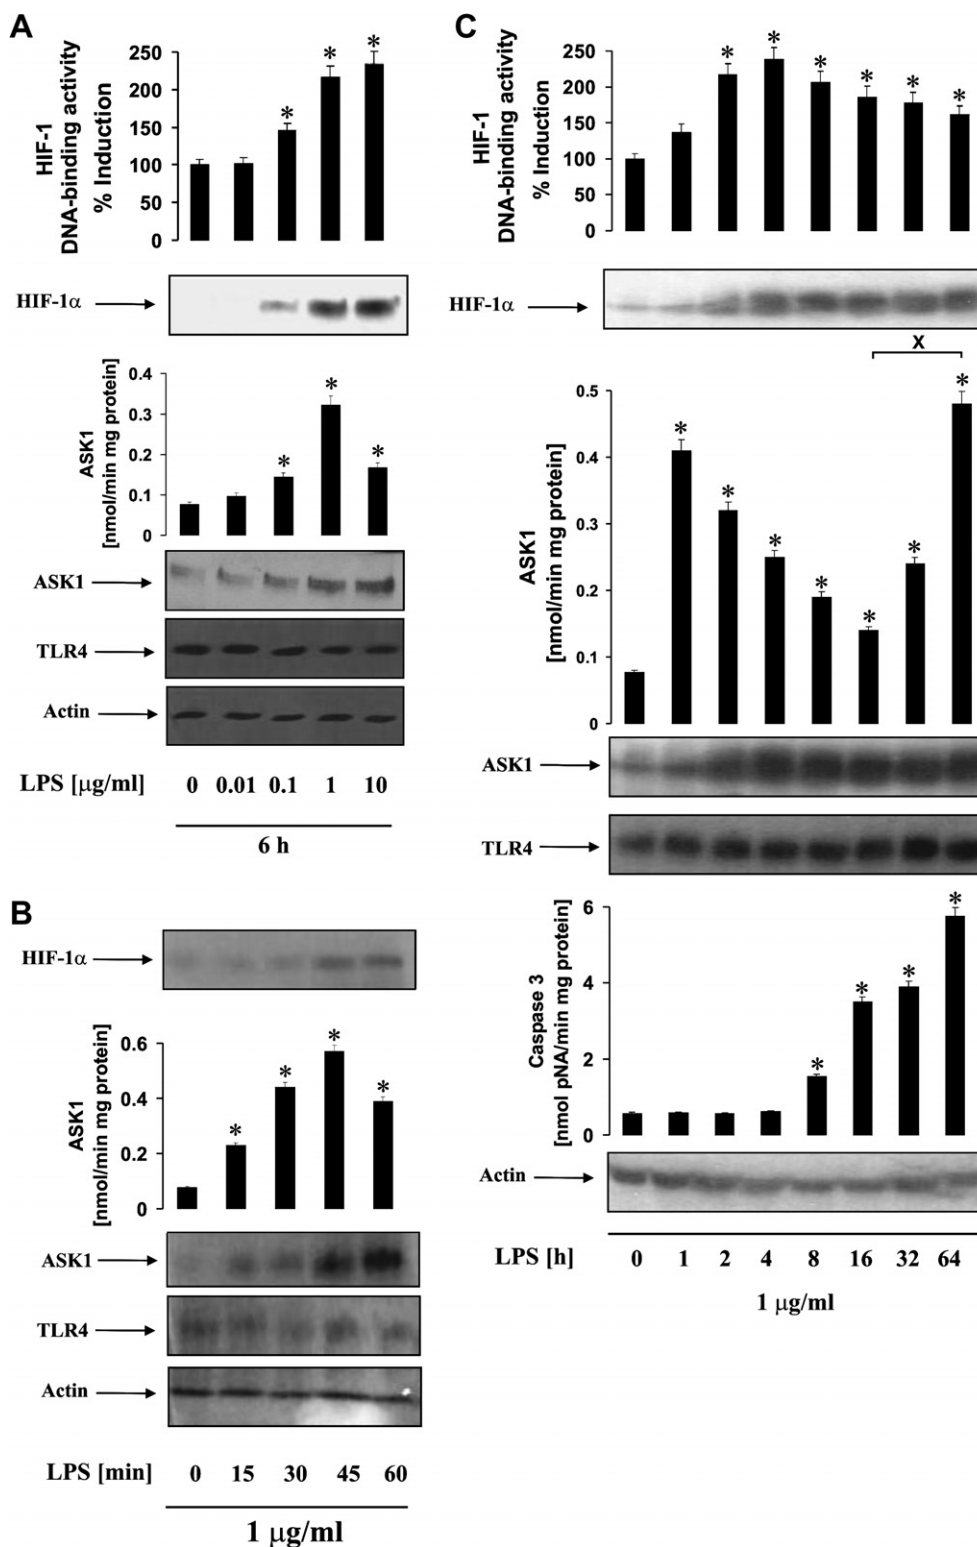 A
HIF-1
DNA-binding activity
% Induction
250
200
150
100
50
0
* * *
HIF-1α
ASK1
[nmol/min mg protein]
0.4
0.3
0.2
0.1
0
* * *
ASK1
TLR4
Actin
LPS [μg/ml] 0 0.01 0.1 1 10
6 h
B
HIF-1α
ASK1
[nmol/min mg protein]
0.6
0.4
0.2
0
* * * *
ASK1
TLR4
Actin
LPS [min] 0 15 30 45 60
1 μg/ml
C
HIF-1
DNA-binding activity
% Induction
250
200
150
100
50
0
* * * * * *
HIF-1α
X
ASK1
[nmol/min mg protein]
0.5
0.4
0.3
0.2
0.1
0
* * * * * * *
ASK1
TLR4
Caspase 3
[nmol pNA/min mg protein]
6
4
2
0
* * * *
Actin
LPS [h] 0 1 2 4 8 16 32 64
1 μg/ml